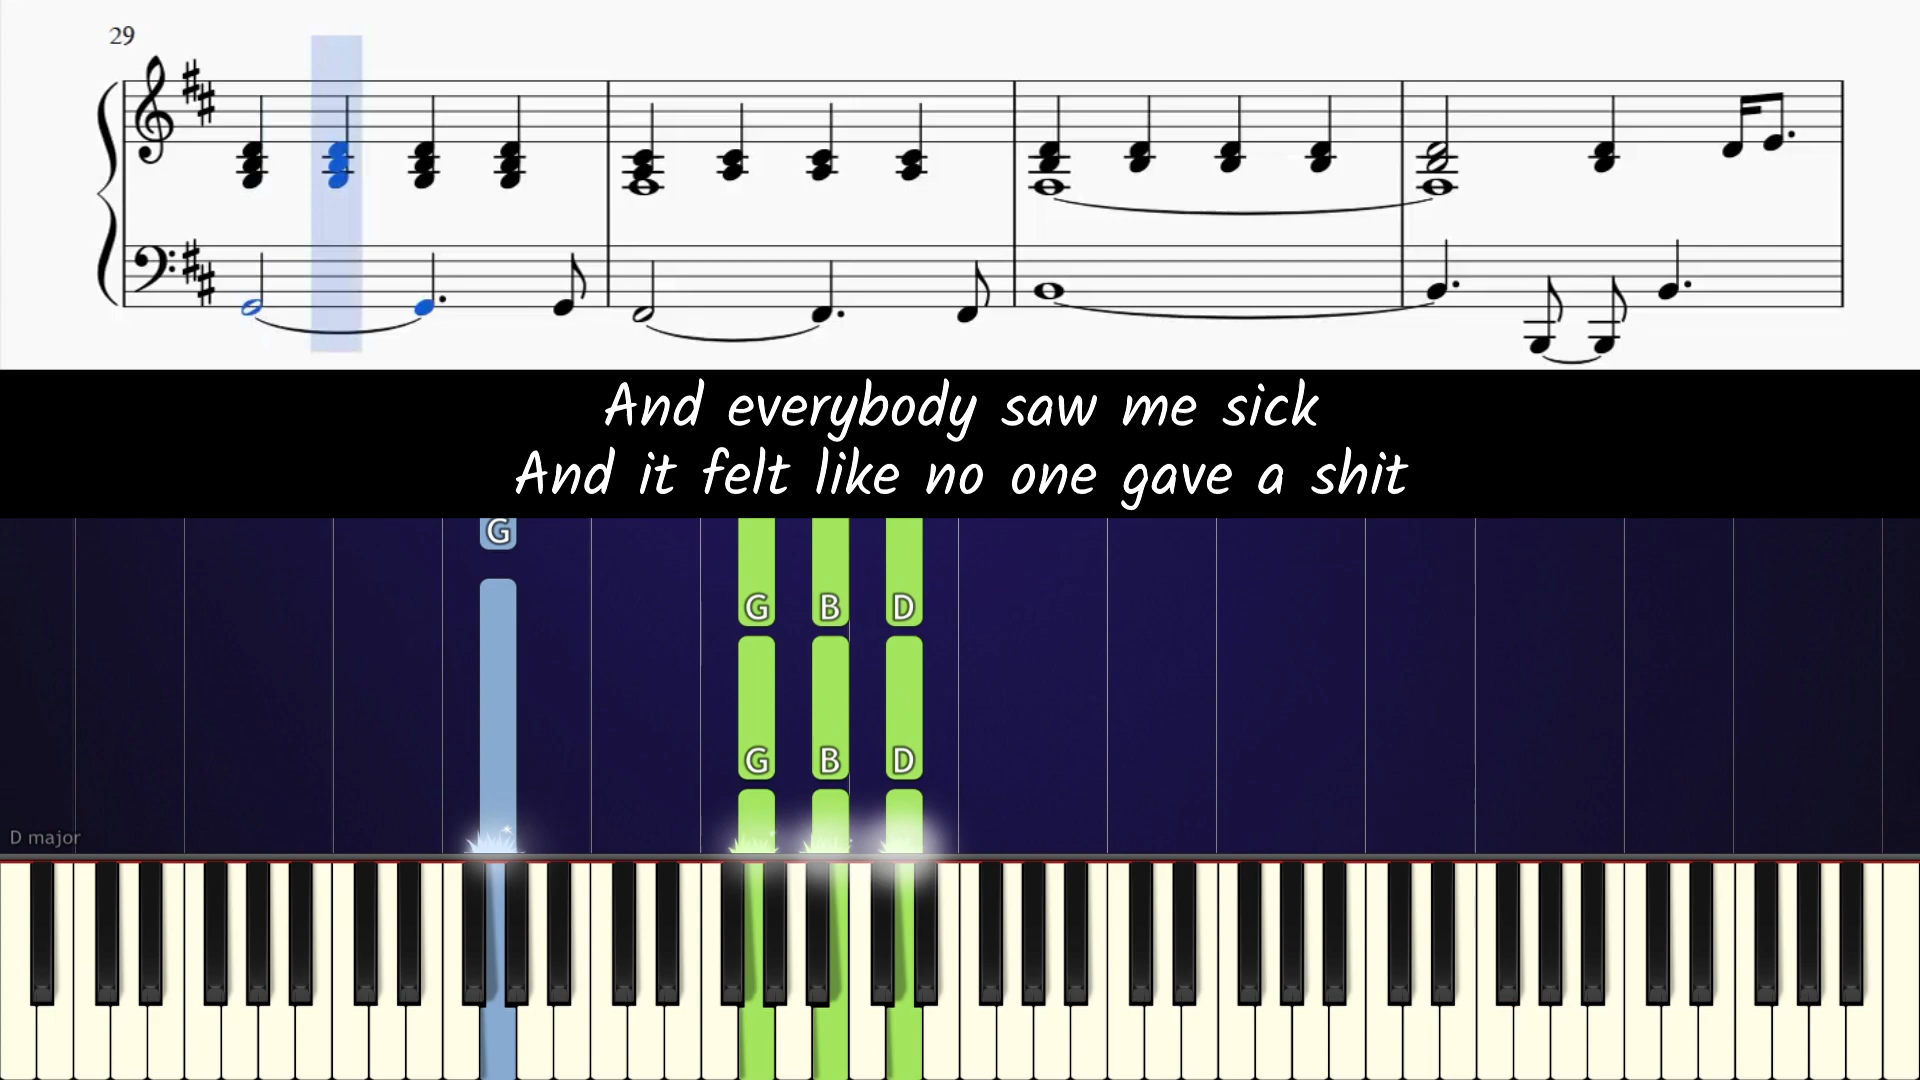 29
And everybody saw me sick
And it felt like no one gave a shit
G
G B D
G B D
D major